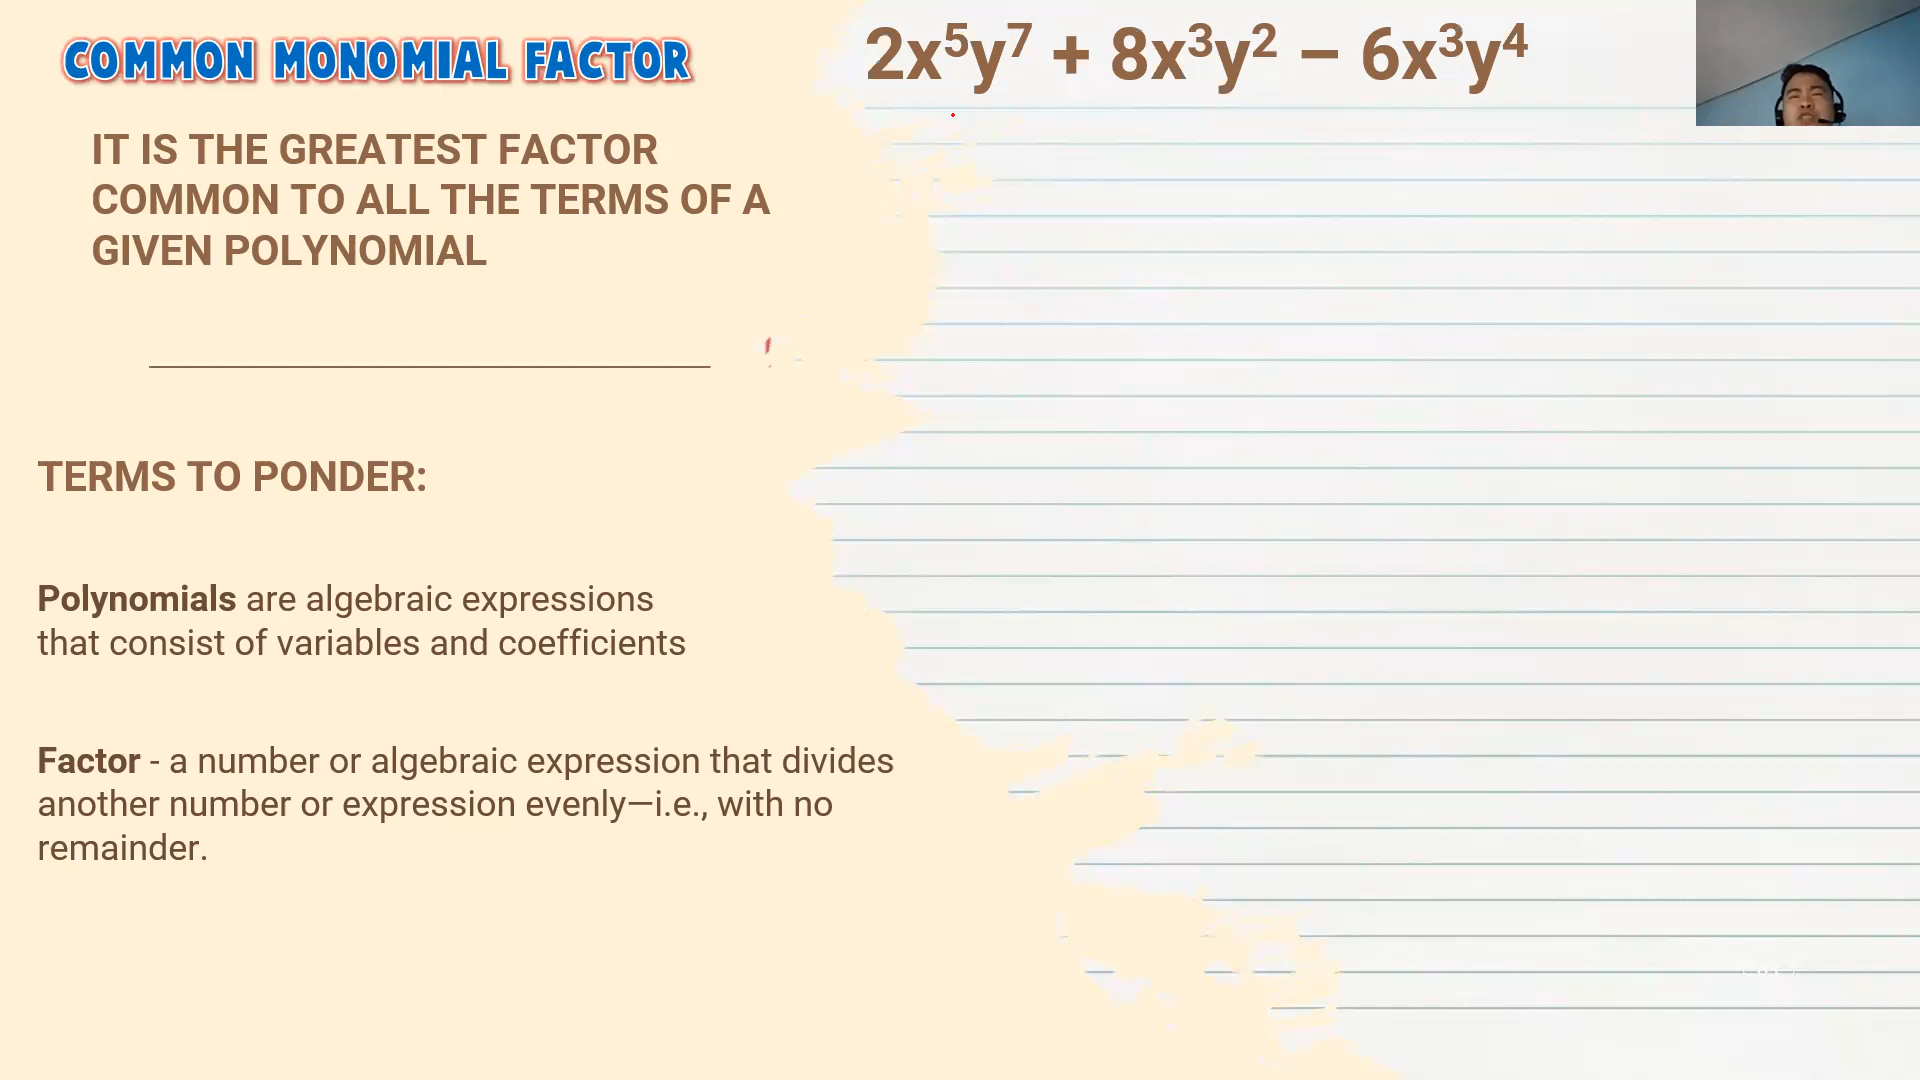 COMMON MONOMIAL FACTOR
IT IS THE GREATEST FACTOR
COMMON TO ALL THE TERMS OF A
GIVEN POLYNOMIAL
TERMS TO PONDER:
Polynomials are algebraic expressions
that consist of variables and coefficients
Factor - a number or algebraic expression that divides
another number or expression evenly—i.e., with no
remainder.
2x⁵y⁷ + 8x³y² – 6x³y⁴